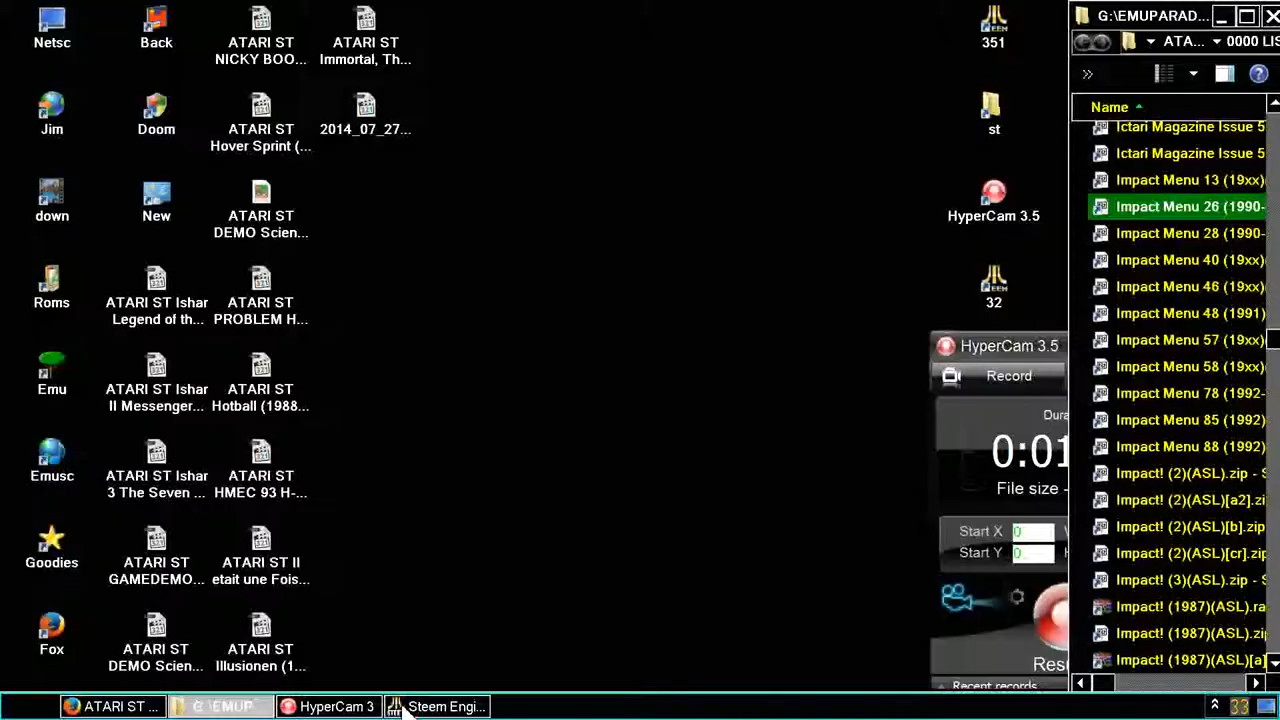 Netsc
Back
ATARI ST
NICKY BOO...
ATARI ST
Immortal, Th...
351
Jim
Doom
ATARI ST
Hover Sprint (...
2014_07_27...
st
down
New
ATARI ST
DEMO Scien...
HyperCam 3.5
Roms
ATARI ST Ishar
Legend of th...
ATARI ST
PROBLEM H...
32
Emu
ATARI ST Ishar
II Messenger...
ATARI ST
Hotball (1988...
Emusc
ATARI ST Ishar
3 The Seven ...
ATARI ST
HMEC 93 H-...
Goodies
ATARI ST
GAMEDEMO...
ATARI ST Il
etait une Fois...
Fox
ATARI ST
DEMO Scien...
ATARI ST
Illusionen (1...
HyperCam 3.5
Record
Dura
0:01
File size -
Start X 0
Start Y 0
Resu
Recent records
G:\EMUPARAD...
ATA... 0000 LIS
Name
Ictari Magazine Issue 5
Ictari Magazine Issue 5
Impact Menu 13 (19xx)(
Impact Menu 26 (1990-
Impact Menu 28 (1990-
Impact Menu 40 (19xx)(
Impact Menu 46 (19xx)(
Impact Menu 48 (1991)
Impact Menu 57 (19xx)(
Impact Menu 58 (19xx)(
Impact Menu 78 (1992-
Impact Menu 85 (1992)
Impact Menu 88 (1992)
Impact! (2)(ASL).zip - S
Impact! (2)(ASL)[a2].zi
Impact! (2)(ASL)[b].zip
Impact! (2)(ASL)[cr].zip
Impact! (3)(ASL).zip - S
Impact! (1987)(ASL).ra
Impact! (1987)(ASL).zi
Impact! (1987)(ASL)[a]
ATARI ST ...
G:\EMUP
HyperCam 3
Steem Engi...
33